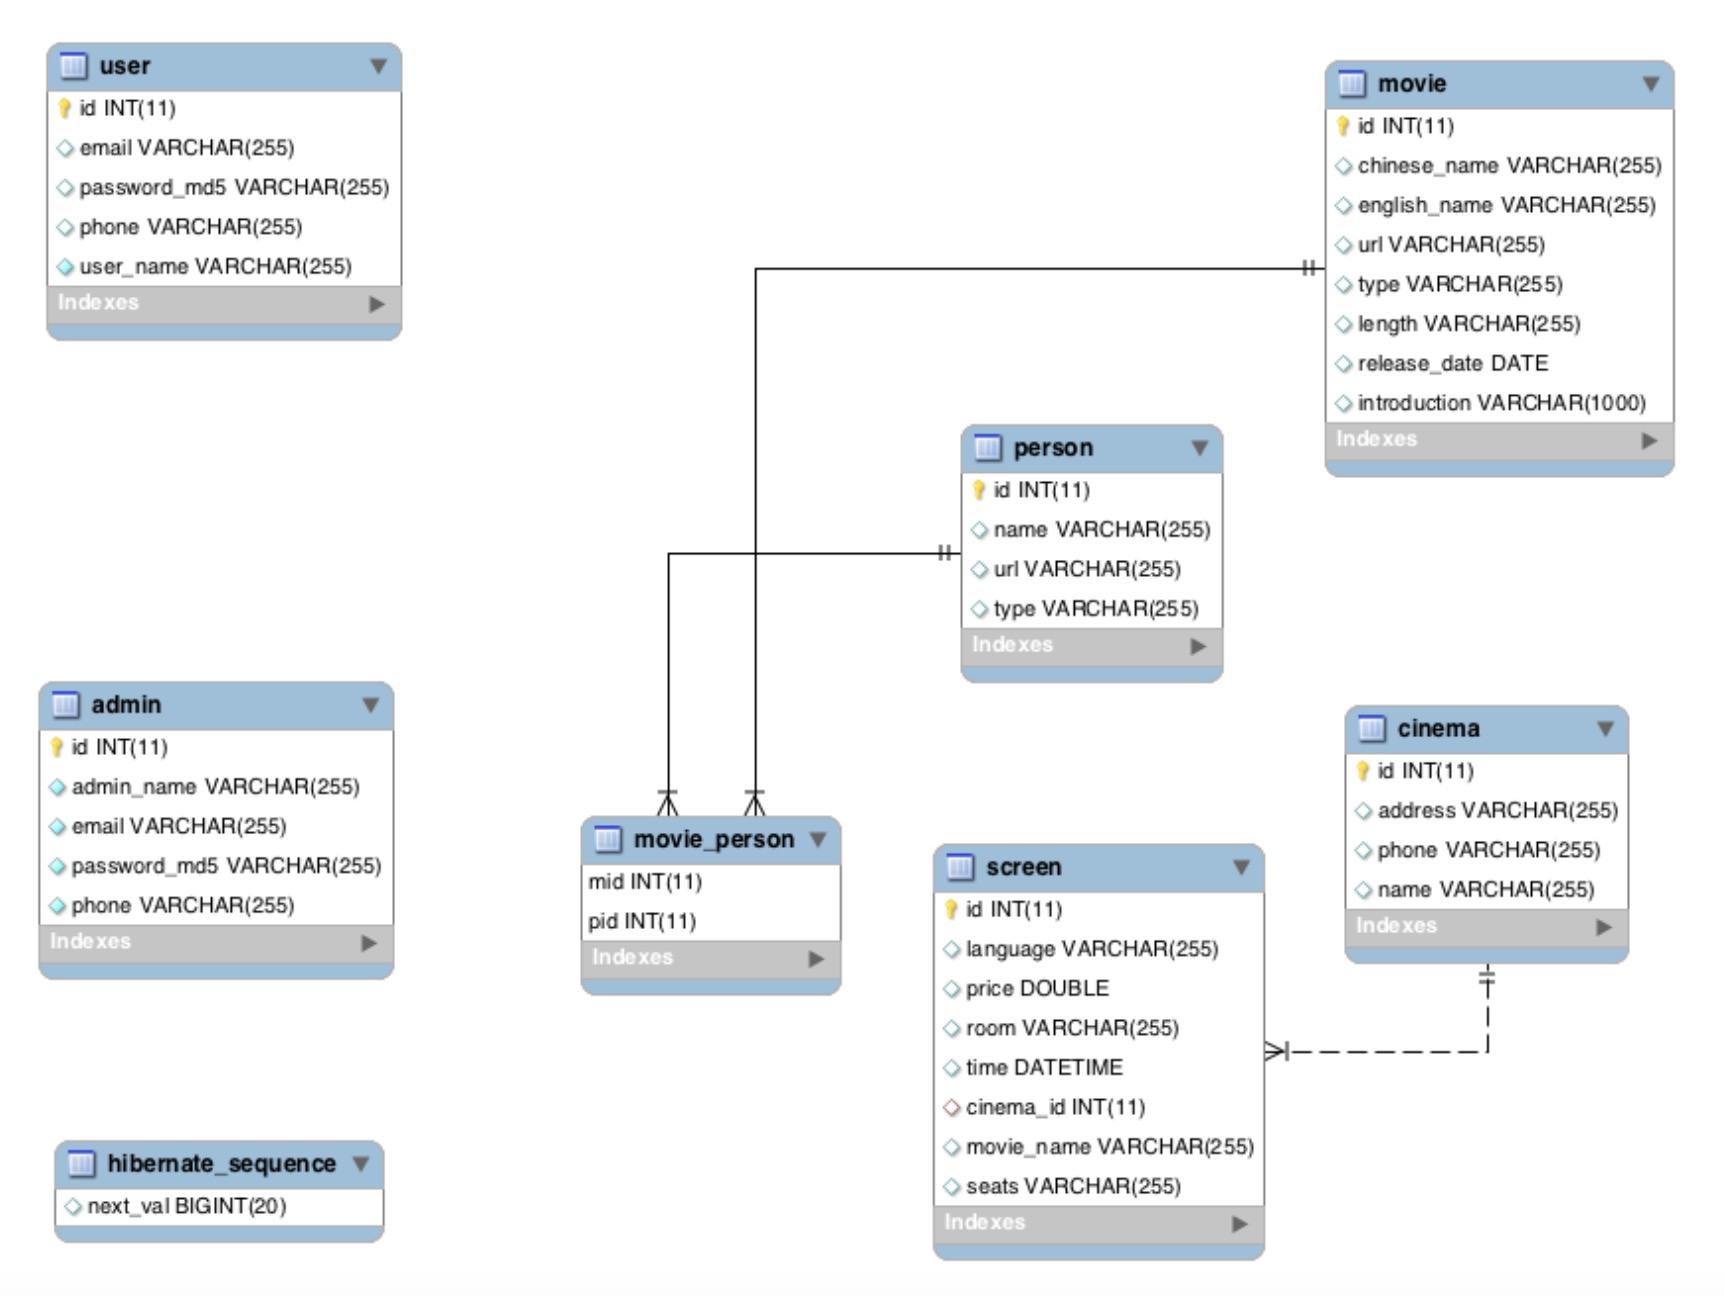 user
id INT(11)
email VARCHAR(255)
password_md5 VARCHAR(255)
phone VARCHAR(255)
user_name VARCHAR(255)
Indexes
movie
id INT(11)
chinese_name VARCHAR(255)
english_name VARCHAR(255)
url VARCHAR(255)
type VARCHAR(255)
length VARCHAR(255)
release_date DATE
introduction VARCHAR(1000)
Indexes
person
id INT(11)
name VARCHAR(255)
url VARCHAR(255)
type VARCHAR(255)
Indexes
admin
id INT(11)
admin_name VARCHAR(255)
email VARCHAR(255)
password_md5 VARCHAR(255)
phone VARCHAR(255)
Indexes
movie_person
mid INT(11)
pid INT(11)
Indexes
screen
id INT(11)
language VARCHAR(255)
price DOUBLE
room VARCHAR(255)
time DATETIME
cinema_id INT(11)
movie_name VARCHAR(255)
seats VARCHAR(255)
Indexes
cinema
id INT(11)
address VARCHAR(255)
phone VARCHAR(255)
name VARCHAR(255)
Indexes
hibernate_sequence
next_val BIGINT(20)